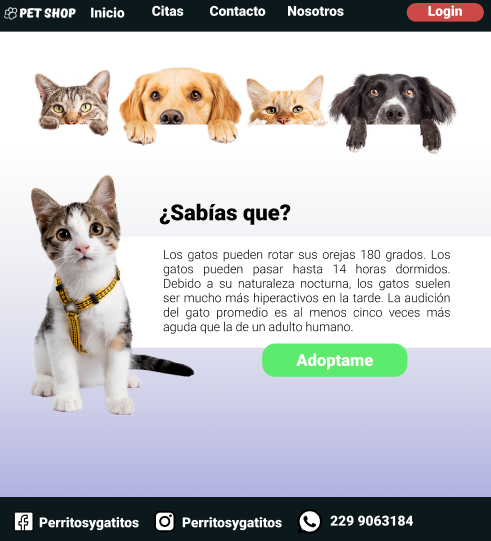 PET SHOP Inicio Citas Contacto Nosotros Login
¿Sabías que?
Los gatos pueden rotar sus orejas 180 grados. Los
gatos pueden pasar hasta 14 horas dormidos.
Debido a su naturaleza nocturna, los gatos suelen
ser mucho más hiperactivos en la tarde. La audición
del gato promedio es al menos cinco veces más
aguda que la de un adulto humano.
Adoptame
Perritosygatitos Perritosygatitos 229 9063184